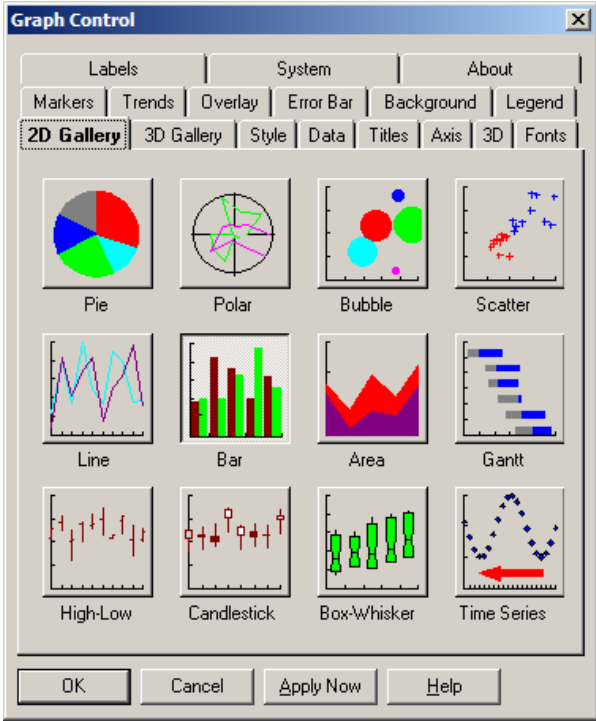 Graph Control
Labels System About
Markers Trends Overlay Error Bar Background Legend
2D Gallery 3D Gallery Style Data Titles Axis 3D Fonts
Pie Polar Bubble Scatter
Line Bar Area Gantt
High-Low Candlestick Box-Whisker Time Series
OK Cancel Apply Now Help